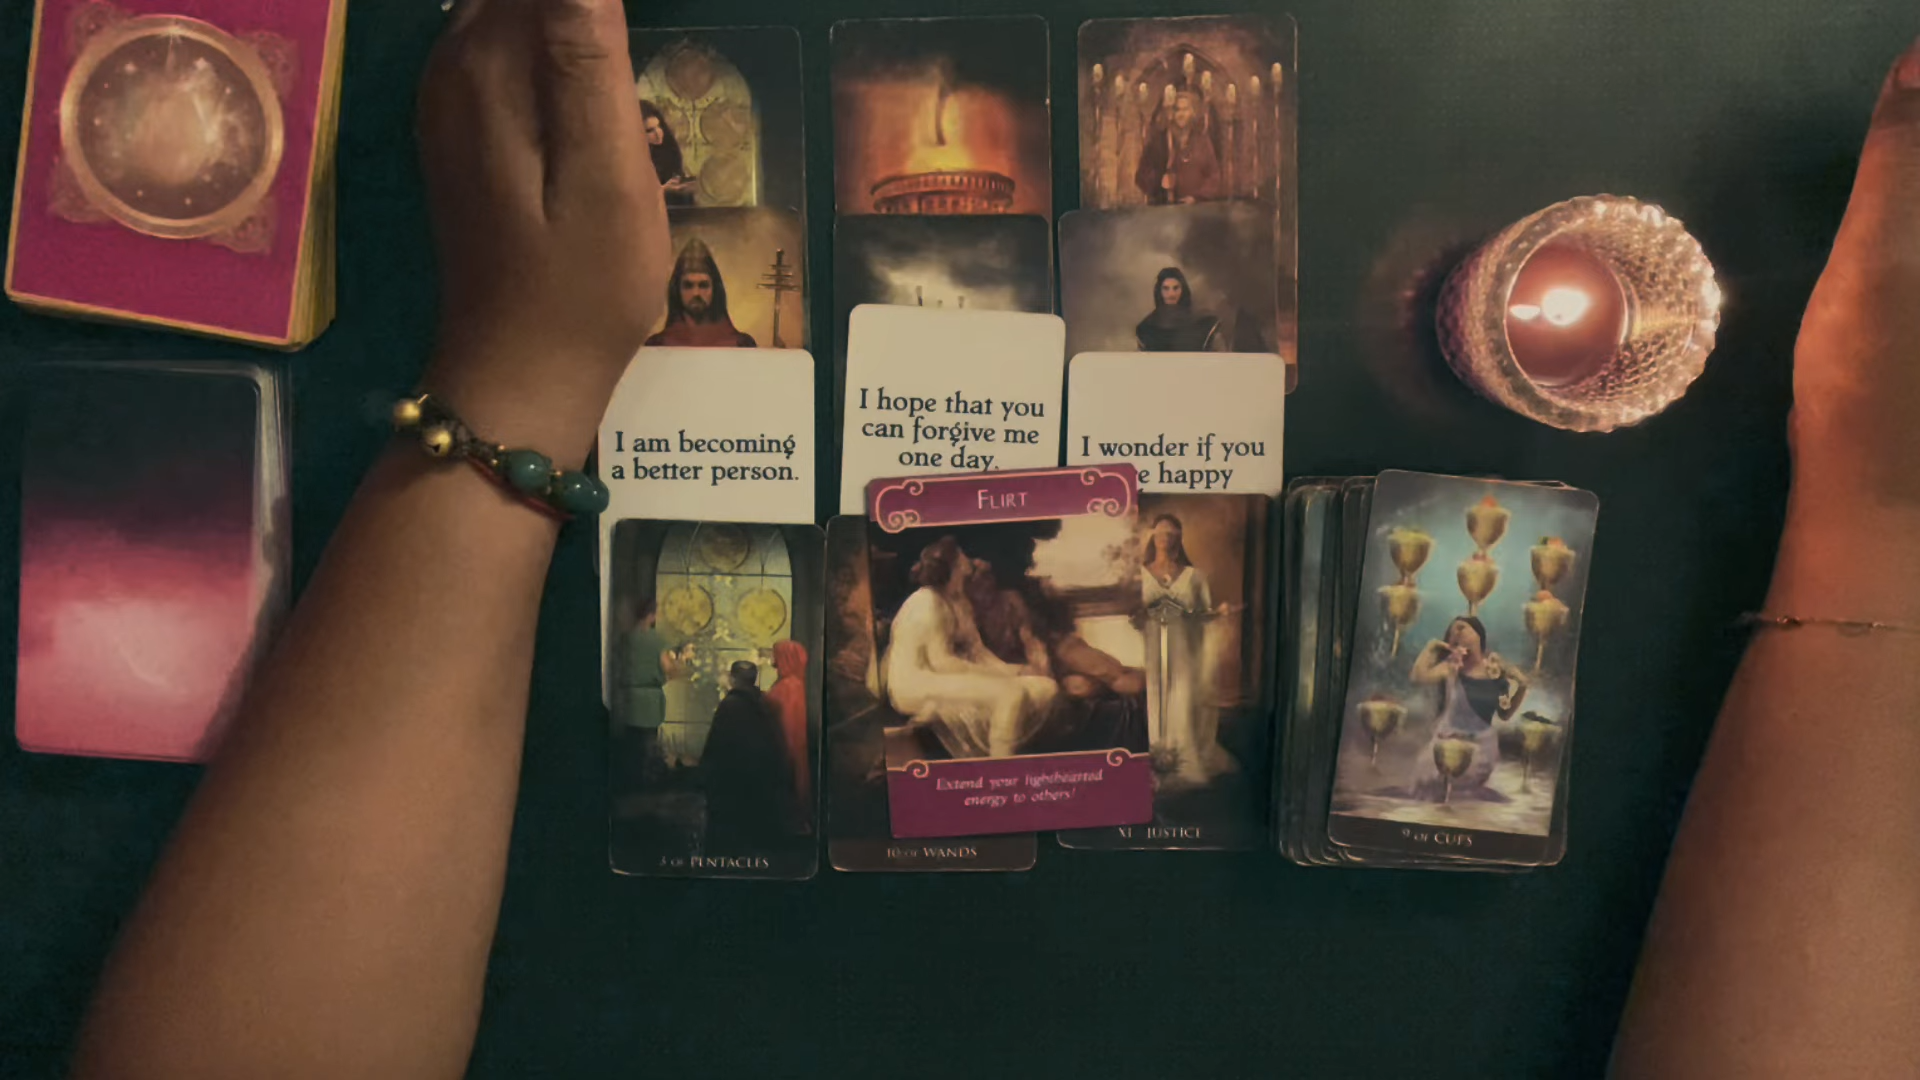 I am becoming
a better person.
I hope that you
can forgive me
one day.
I wonder if you
happy
FLIRT
Extend your lighthearted
energy to others!
3 OF PENTACLES
10 OF WANDS
XI JUSTICE
9 OF CUPS